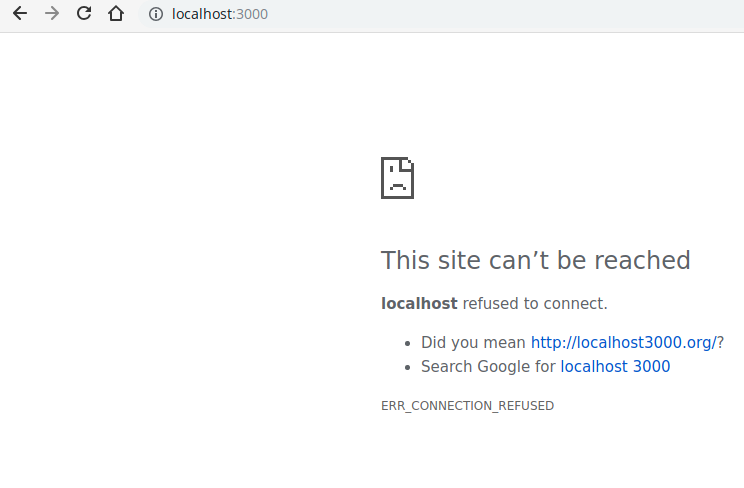 localhost:3000
This site can’t be reached
localhost refused to connect.
Did you mean http://localhost3000.org/?
Search Google for localhost 3000
ERR_CONNECTION_REFUSED